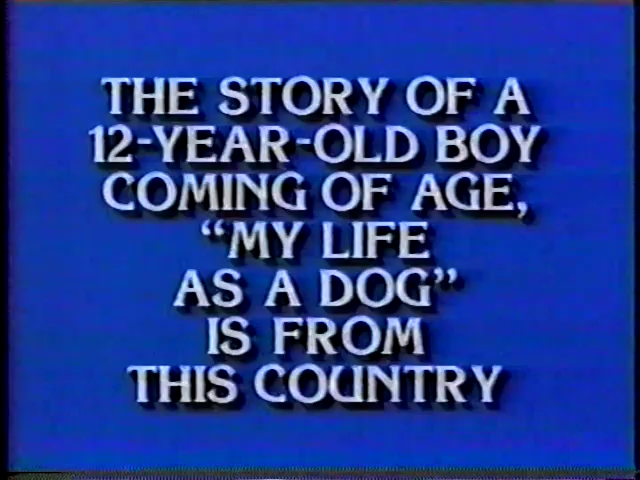 THE STORY OF A
12-YEAR-OLD BOY
COMING OF AGE,
“MY LIFE
AS A DOG”
IS FROM
THIS COUNTRY